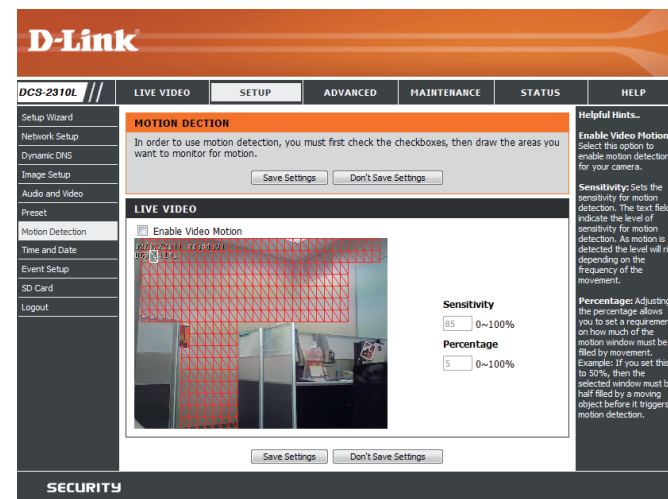 D-Link
DCS-2310L
LIVE VIDEO
SETUP
ADVANCED
MAINTENANCE
STATUS
HELP
Setup Wizard
Network Setup
Dynamic DNS
Image Setup
Audio and Video
Preset
Motion Detection
Time and Date
Event Setup
SD Card
Logout
MOTION DECTION
In order to use motion detection, you must first check the checkboxes, then draw the areas you
want to monitor for motion.
Save Settings
Don't Save Settings
LIVE VIDEO
Enable Video Motion
Sensitivity
85 0~100%
Percentage
5 0~100%
Save Settings
Don't Save Settings
Helpful Hints..
Enable Video Motion
Select this option to
enable motion detection
for your camera.
Sensitivity: Sets the
sensitivity for motion
detection. The text field
indicate the level of
sensitivity for motion
detection. As motion is
detected the level will ri
depending on the
frequency of the
movement.
Percentage: Adjusting
the percentage allows
you to set a requiremen
on how much of the
motion window must be
filled by movement.
Example: If you set this
to 50%, then the
selected window must b
half filled by a moving
object before it triggers
motion detection.
SECURITY